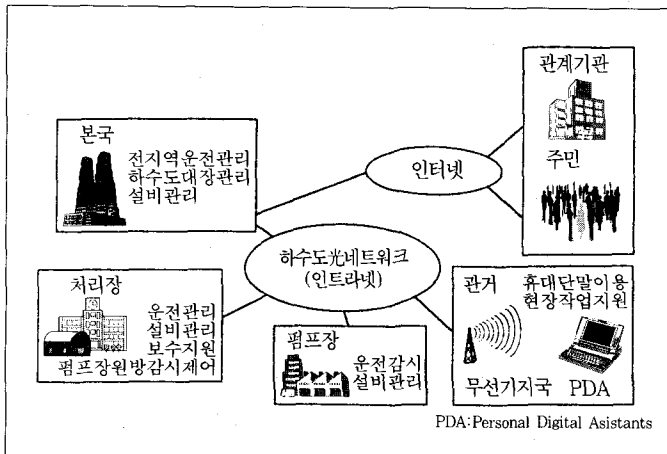 관계기관
주민
인터넷
본국
전지역운전관리
하수도대장관리
설비관리
하수도光네트워크
(인트라넷)
처리장
운전관리
설비관리
보수지원
펌프장원방감시제어
펌프장
운전감시
설비관리
관거 휴대단말이용
현장작업지원
무선기지국 PDA
PDA:Personal Digital Asistants